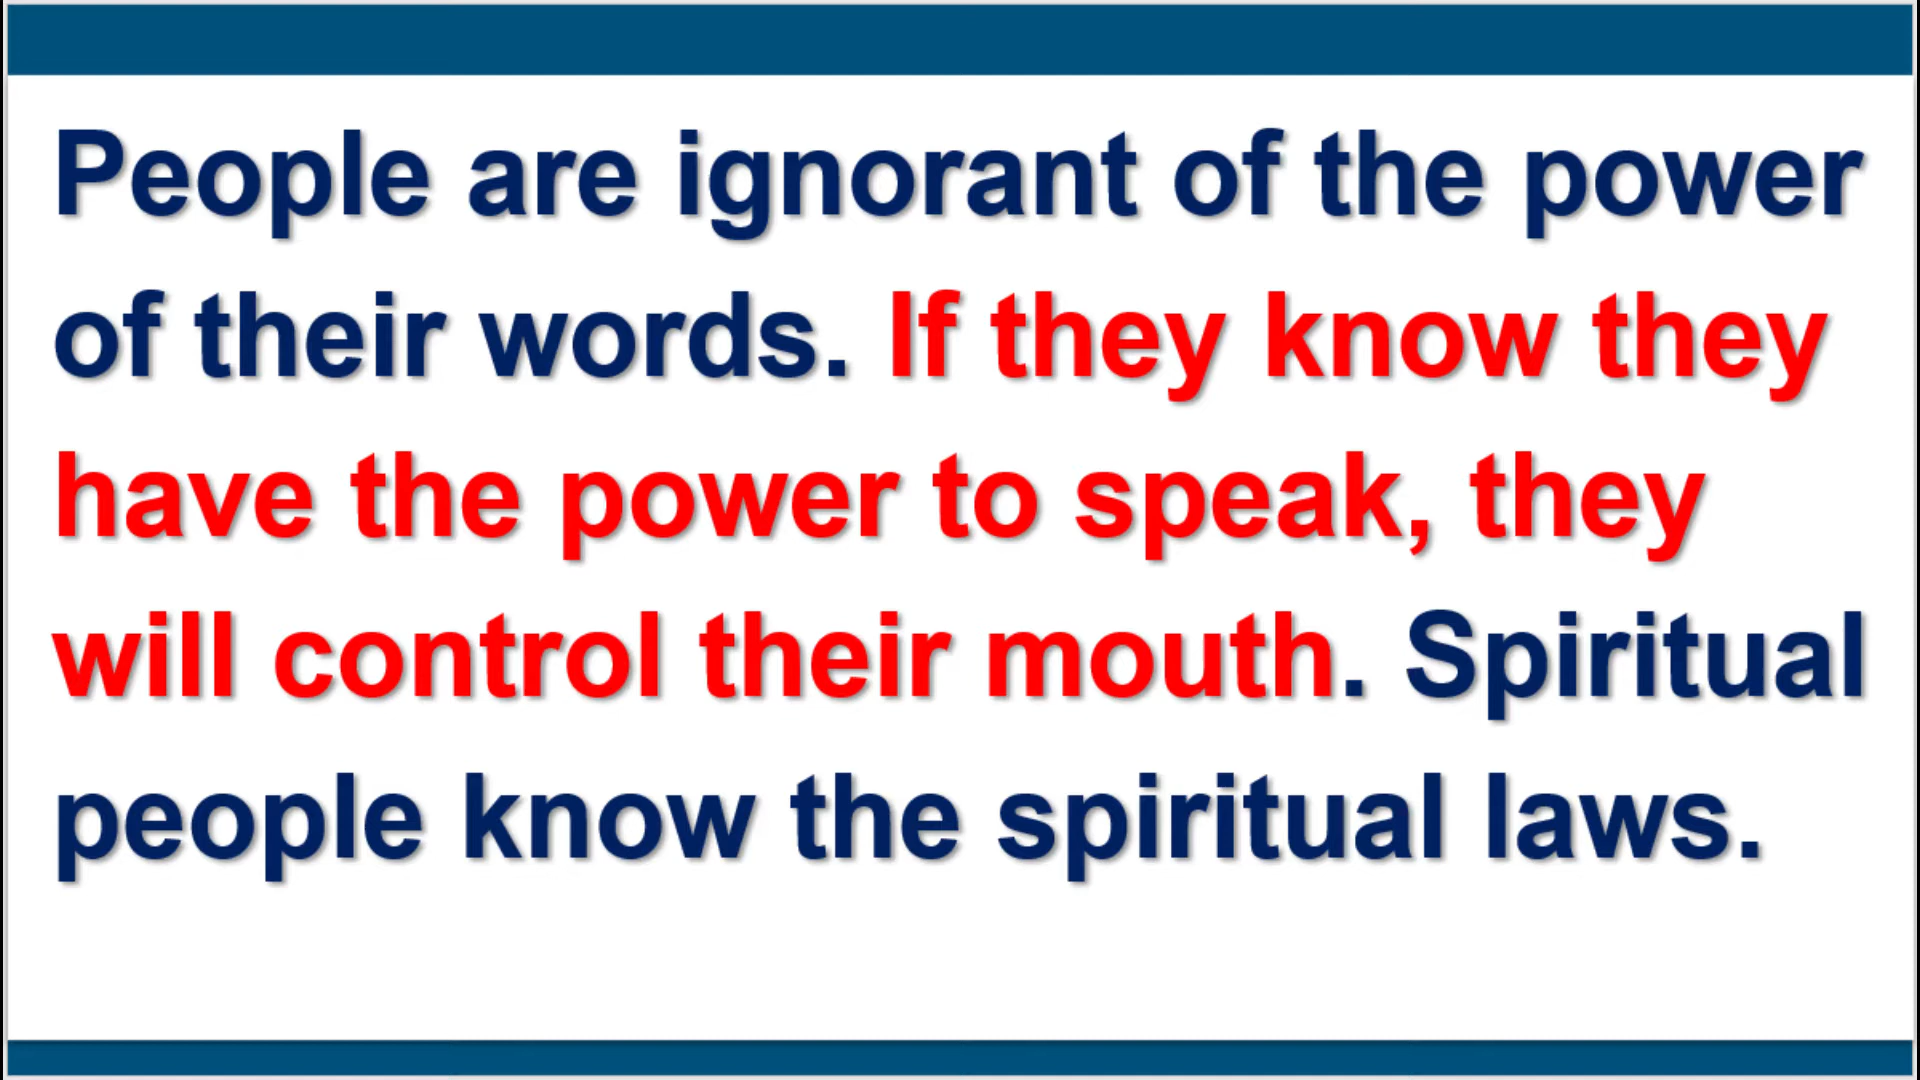 People are ignorant of the power
of their words. If they know they
have the power to speak, they
will control their mouth. Spiritual
people know the spiritual laws.